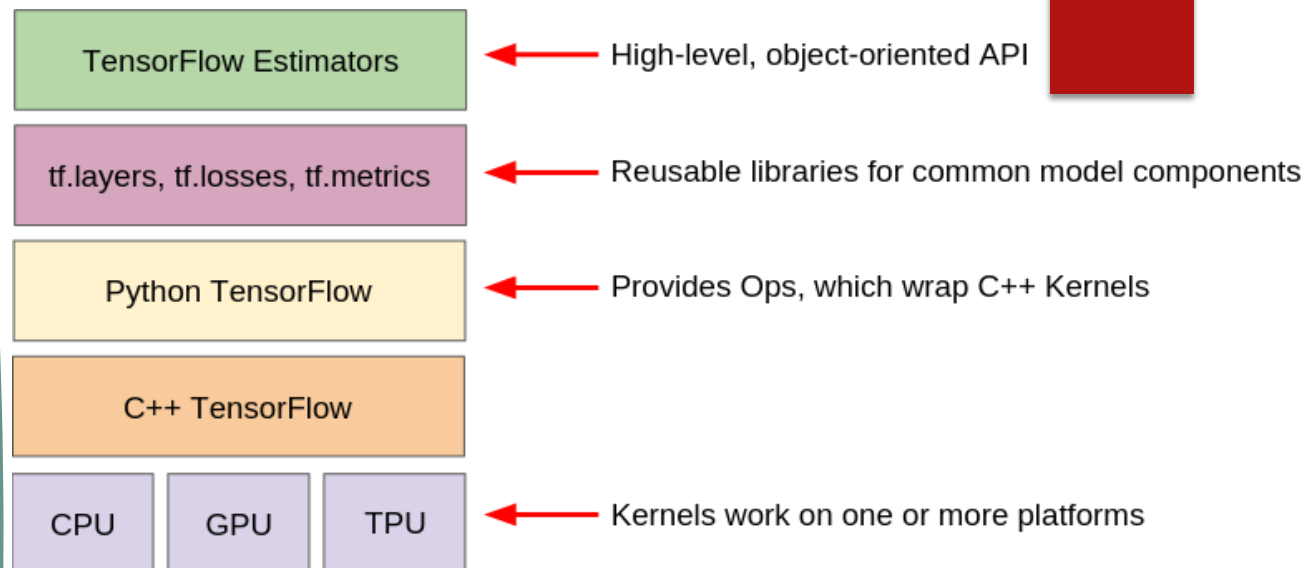 TensorFlow Estimators
High-level, object-oriented API
tf.layers, tf.losses, tf.metrics
Reusable libraries for common model components
Python TensorFlow
Provides Ops, which wrap C++ Kernels
C++ TensorFlow
CPU
GPU
TPU
Kernels work on one or more platforms